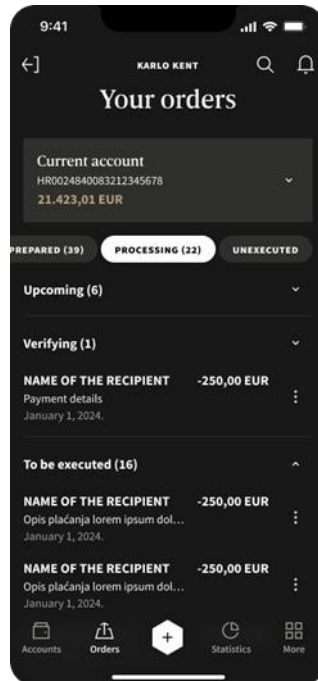 9:41
KARLO KENT
Your orders
Current account
HR0024840083212345678
21.423,01 EUR
PREPARED (39) PROCESSING (22) UNEXECUTED
Upcoming (6)
Verifying (1)
NAME OF THE RECIPIENT -250,00 EUR
Payment details
January 1, 2024.
To be executed (16)
NAME OF THE RECIPIENT -250,00 EUR
Opis plaćanja lorem ipsum dol...
January 1, 2024.
NAME OF THE RECIPIENT -250,00 EUR
Opis plaćanja lorem ipsum dol...
January 1, 2024.
Accounts Orders Statistics More